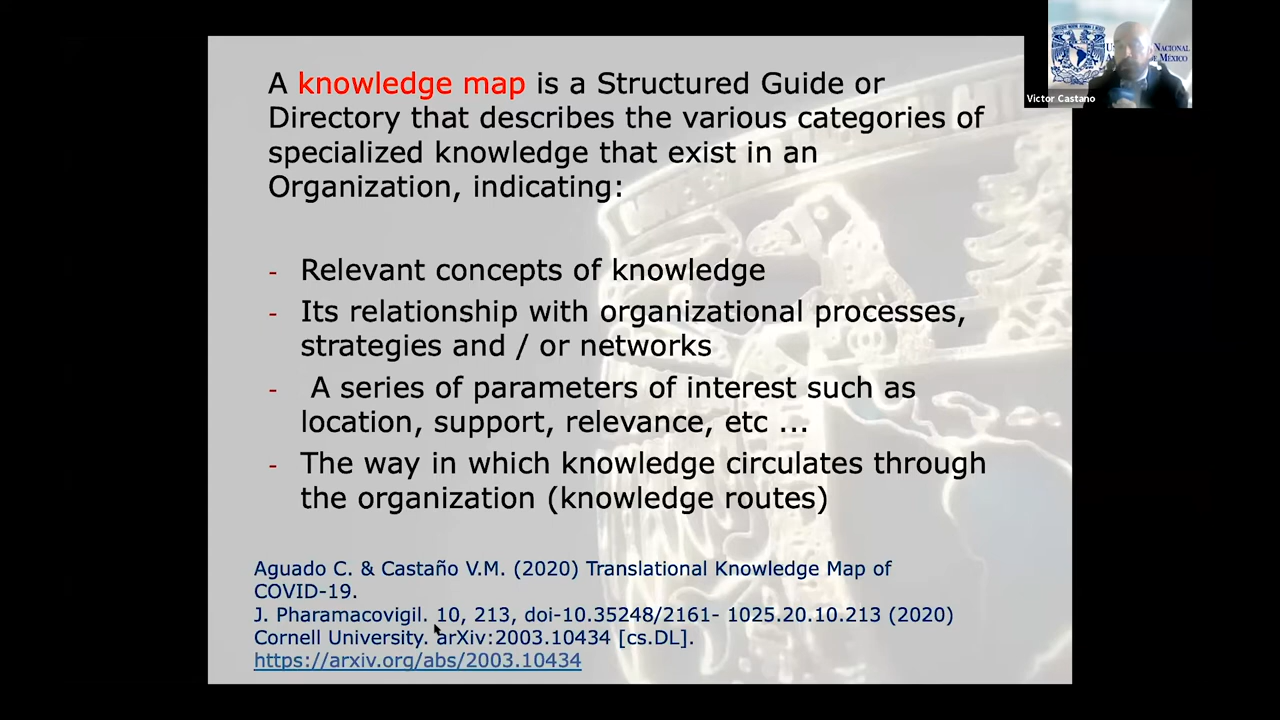 A knowledge map is a Structured Guide or
Directory that describes the various categories of
specialized knowledge that exist in an
Organization, indicating:
- Relevant concepts of knowledge
- Its relationship with organizational processes,
strategies and / or networks
- A series of parameters of interest such as
location, support, relevance, etc ...
- The way in which knowledge circulates through
the organization (knowledge routes)
Aguado C. & Castaño V.M. (2020) Translational Knowledge Map of
COVID-19.
J. Pharamacovigil. 10, 213, doi-10.35248/2161- 1025.20.10.213 (2020)
Cornell University. arXiv:2003.10434 [cs.DL].
https://arxiv.org/abs/2003.10434
Nacional
de México
Victor Castano